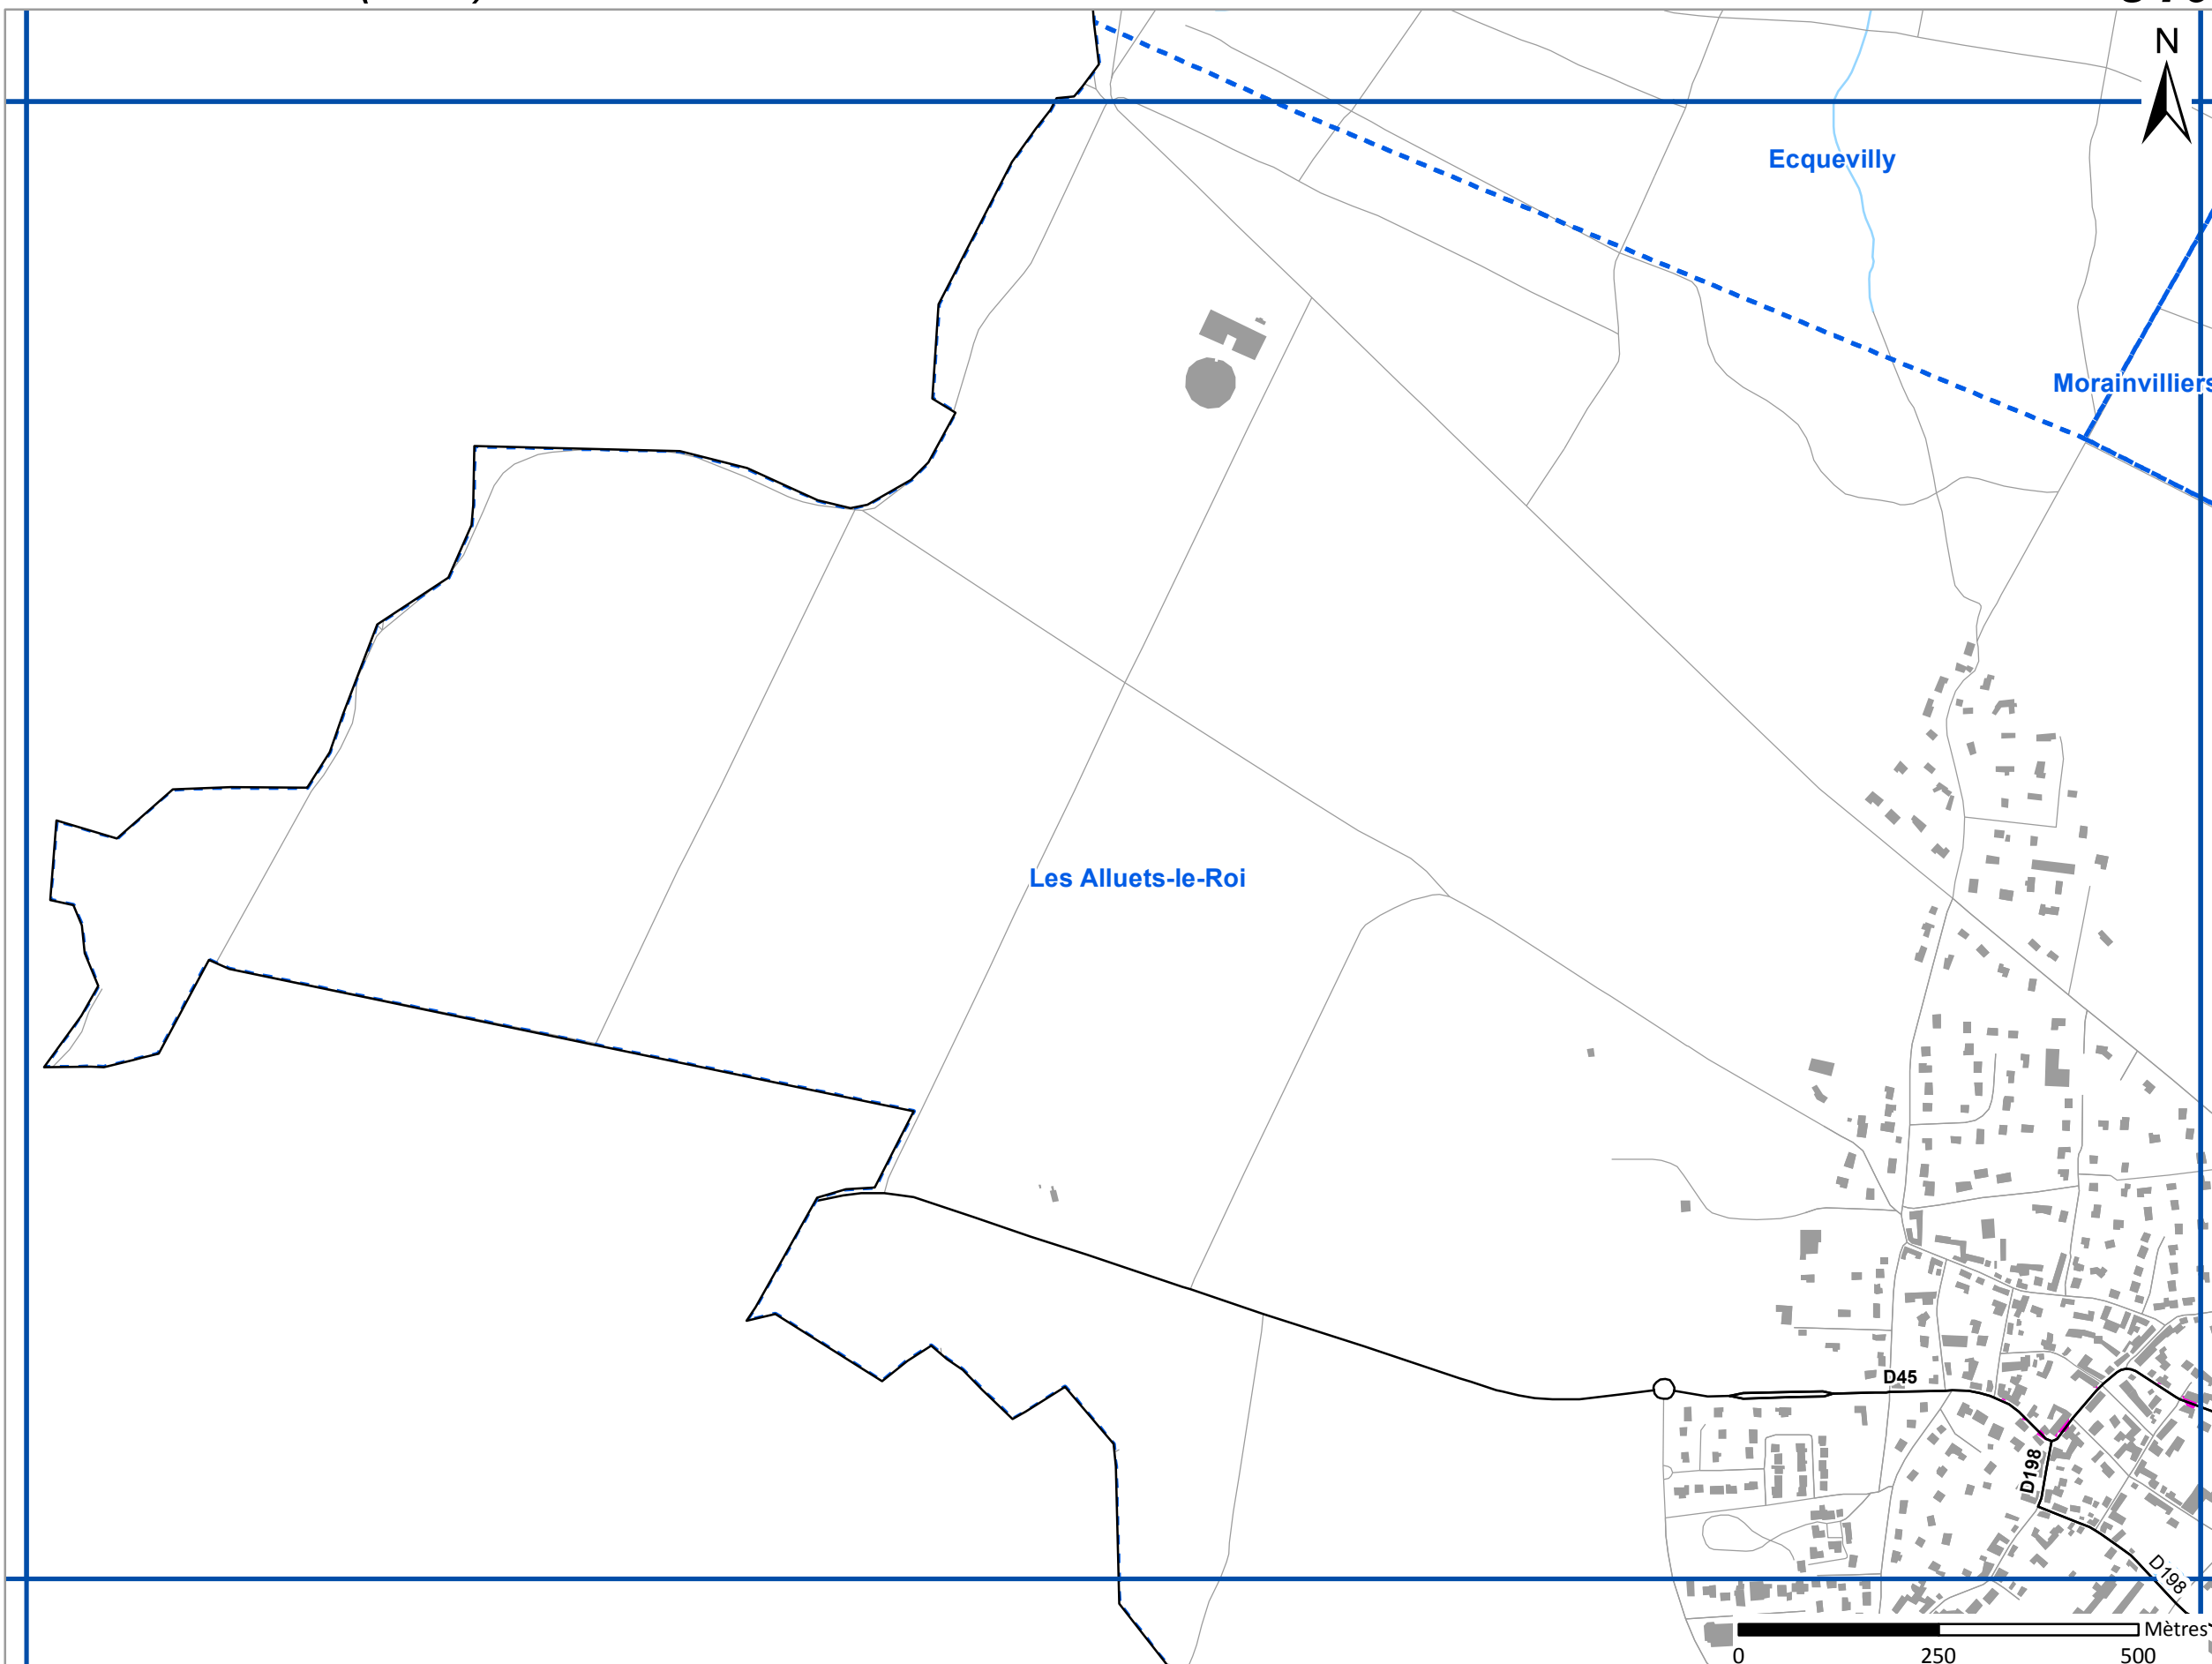 N
Ecquevilly
Morainvilliers
Les Alluets-le-Roi
D45
D198
D198
Mètres
0 250 500